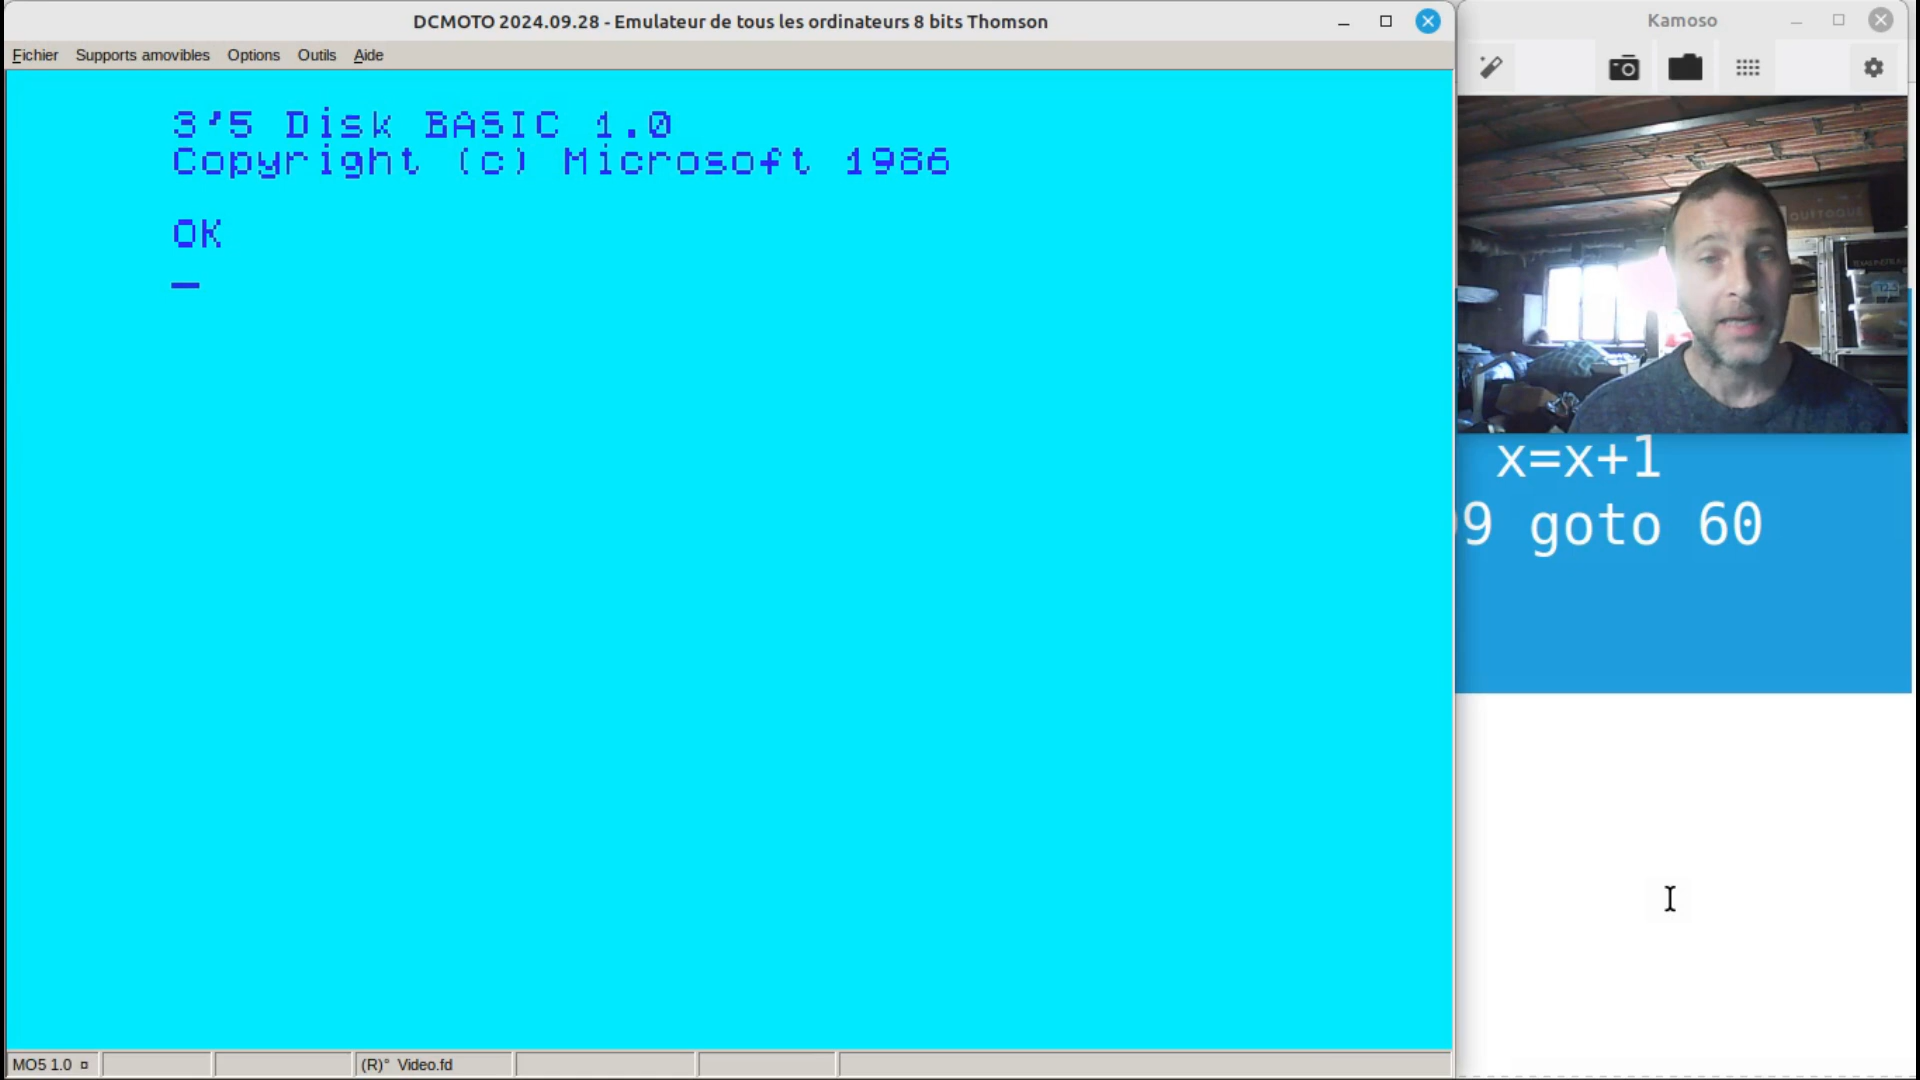 DCMOTO 2024.09.28 - Emulateur de tous les ordinateurs 8 bits Thomson
Kamoso
Fichier Supports amovibles Options Outils Aide
3'5 Disk BASIC 1.0
Copyright (c) Microsoft 1986
OK
x=x+1
9 goto 60
MO5 1.0
(R)° Video.fd